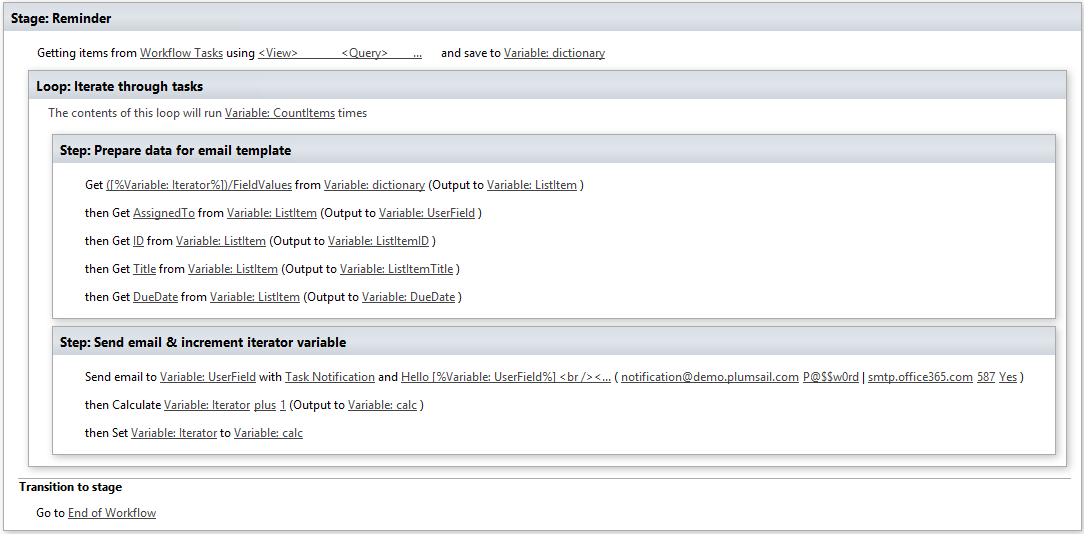 Stage: Reminder
Getting items from Workflow Tasks using <View> <Query> ... and save to Variable: dictionary
Loop: Iterate through tasks
The contents of this loop will run Variable: CountItems times
Step: Prepare data for email template
Get ([%Variable: Iterator%])/FieldValues from Variable: dictionary (Output to Variable: ListItem )
then Get AssignedTo from Variable: ListItem (Output to Variable: UserField )
then Get ID from Variable: ListItem (Output to Variable: ListItemID )
then Get Title from Variable: ListItem (Output to Variable: ListItemTitle )
then Get DueDate from Variable: ListItem (Output to Variable: DueDate )
Step: Send email & increment iterator variable
Send email to Variable: UserField with Task Notification and Hello [%Variable: UserField%] <br /><... ( notification@demo.plumsail.com P@$$w0rd | smtp.office365.com 587 Yes )
then Calculate Variable: Iterator plus 1 (Output to Variable: calc )
then Set Variable: Iterator to Variable: calc
Transition to stage
Go to End of Workflow